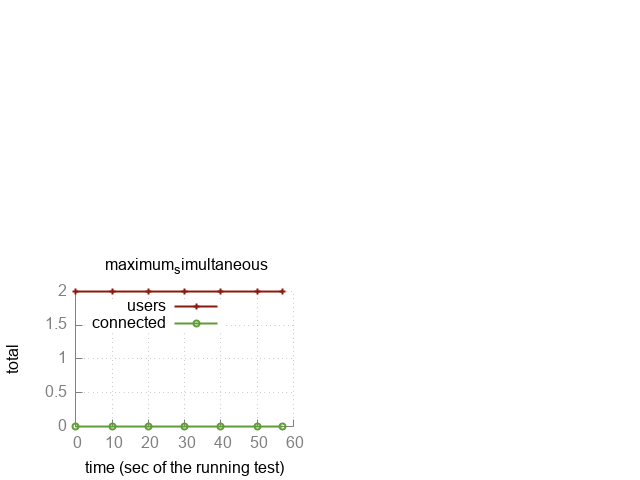 maximumsimultaneous
users
connected
total
2
1.5
1
0.5
0
0 10 20 30 40 50 60
time (sec of the running test)